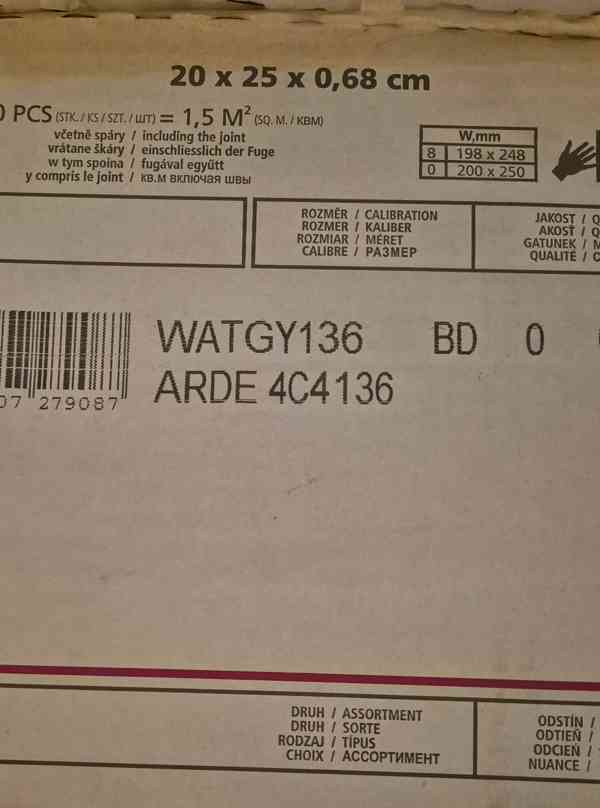 20 x 25 x 0,68 cm
0 PCS (STK. / KS / SZT. / ШТ) = 1,5 M² (SQ. M. / КВМ)
včetně spáry / including the joint
vrátane škáry / einschliesslich der Fuge
w tym spoina / fugával együtt
y compris le joint / КВ.М ВКЛЮЧАЯ ШВЫ
W.mm
8 198 x 248
0 200 x 250
ROZMĚR / CALIBRATION
ROZMER / KALIBER
ROZMIAR / MÉRET
CALIBRE / РАЗМЕР
JAKOST / Q
AKOSŤ / Q
GATUNEK / M
QUALITÉ /
WATGY136 BD 0
ARDE 4C4136
07 279087
DRUH / ASSORTMENT
DRUH / SORTE
RODZAJ / TÍPUS
CHOIX / АССОРТИМЕНТ
ODSTÍN /
ODTIEŇ /
ODCIEŃ /
NUANCE /